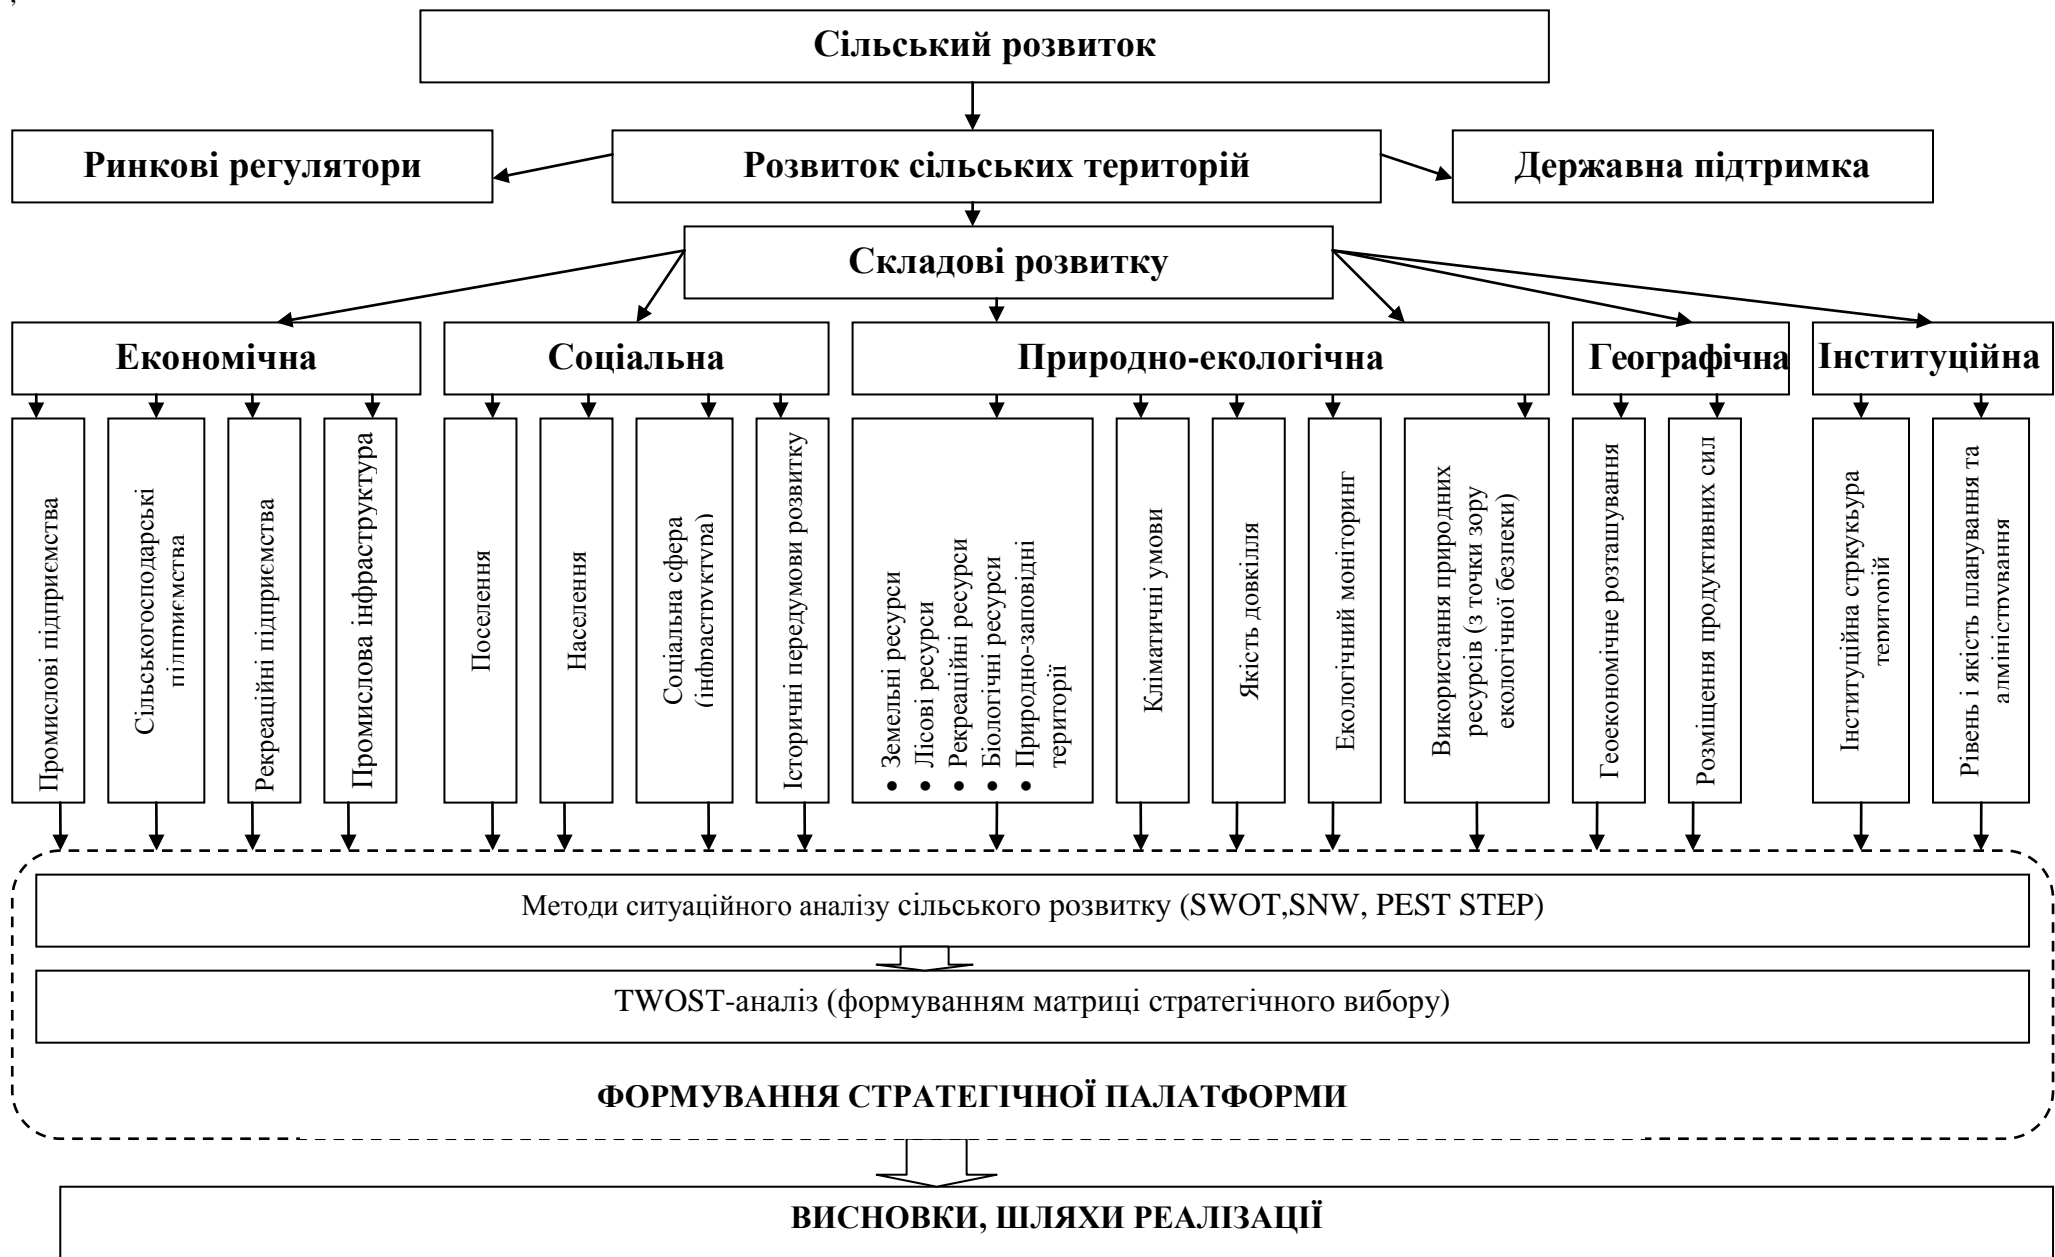 Сільський розвиток
Ринкові регулятори
Розвиток сільських територій
Державна підтримка
Складові розвитку
Економічна
Соціальна
Природно-екологічна
Географічна
Інституційна
Промислові підприємства
Сільськогосподарські
підприємства
Рекреаційні підприємства
Промислова інфраструктура
Поселення
Населення
Соціальна сфера
(інфраструктура)
Історичні передумови розвитку
• Земельні ресурси
• Лісові ресурси
• Рекреаційні ресурси
• Біологічні ресурси
• Природно-заповідні
території
Кліматичні умови
Якість довкілля
Екологічний моніторинг
Використання природних
ресурсів (з точки зору
екологічної безпеки)
Геоекономічне розташування
Розміщення продуктивних сил
Інституційна стркукьура
територій
Рівень і якість планування та
адміністрування
Методи ситуаційного аналізу сільського розвитку (SWOT,SNW, PEST STEP)
TWOST-аналіз (формуванням матриці стратегічного вибору)
ФОРМУВАННЯ СТРАТЕГІЧНОЇ ПАЛАТФОРМИ
ВИСНОВКИ, ШЛЯХИ РЕАЛІЗАЦІЇ